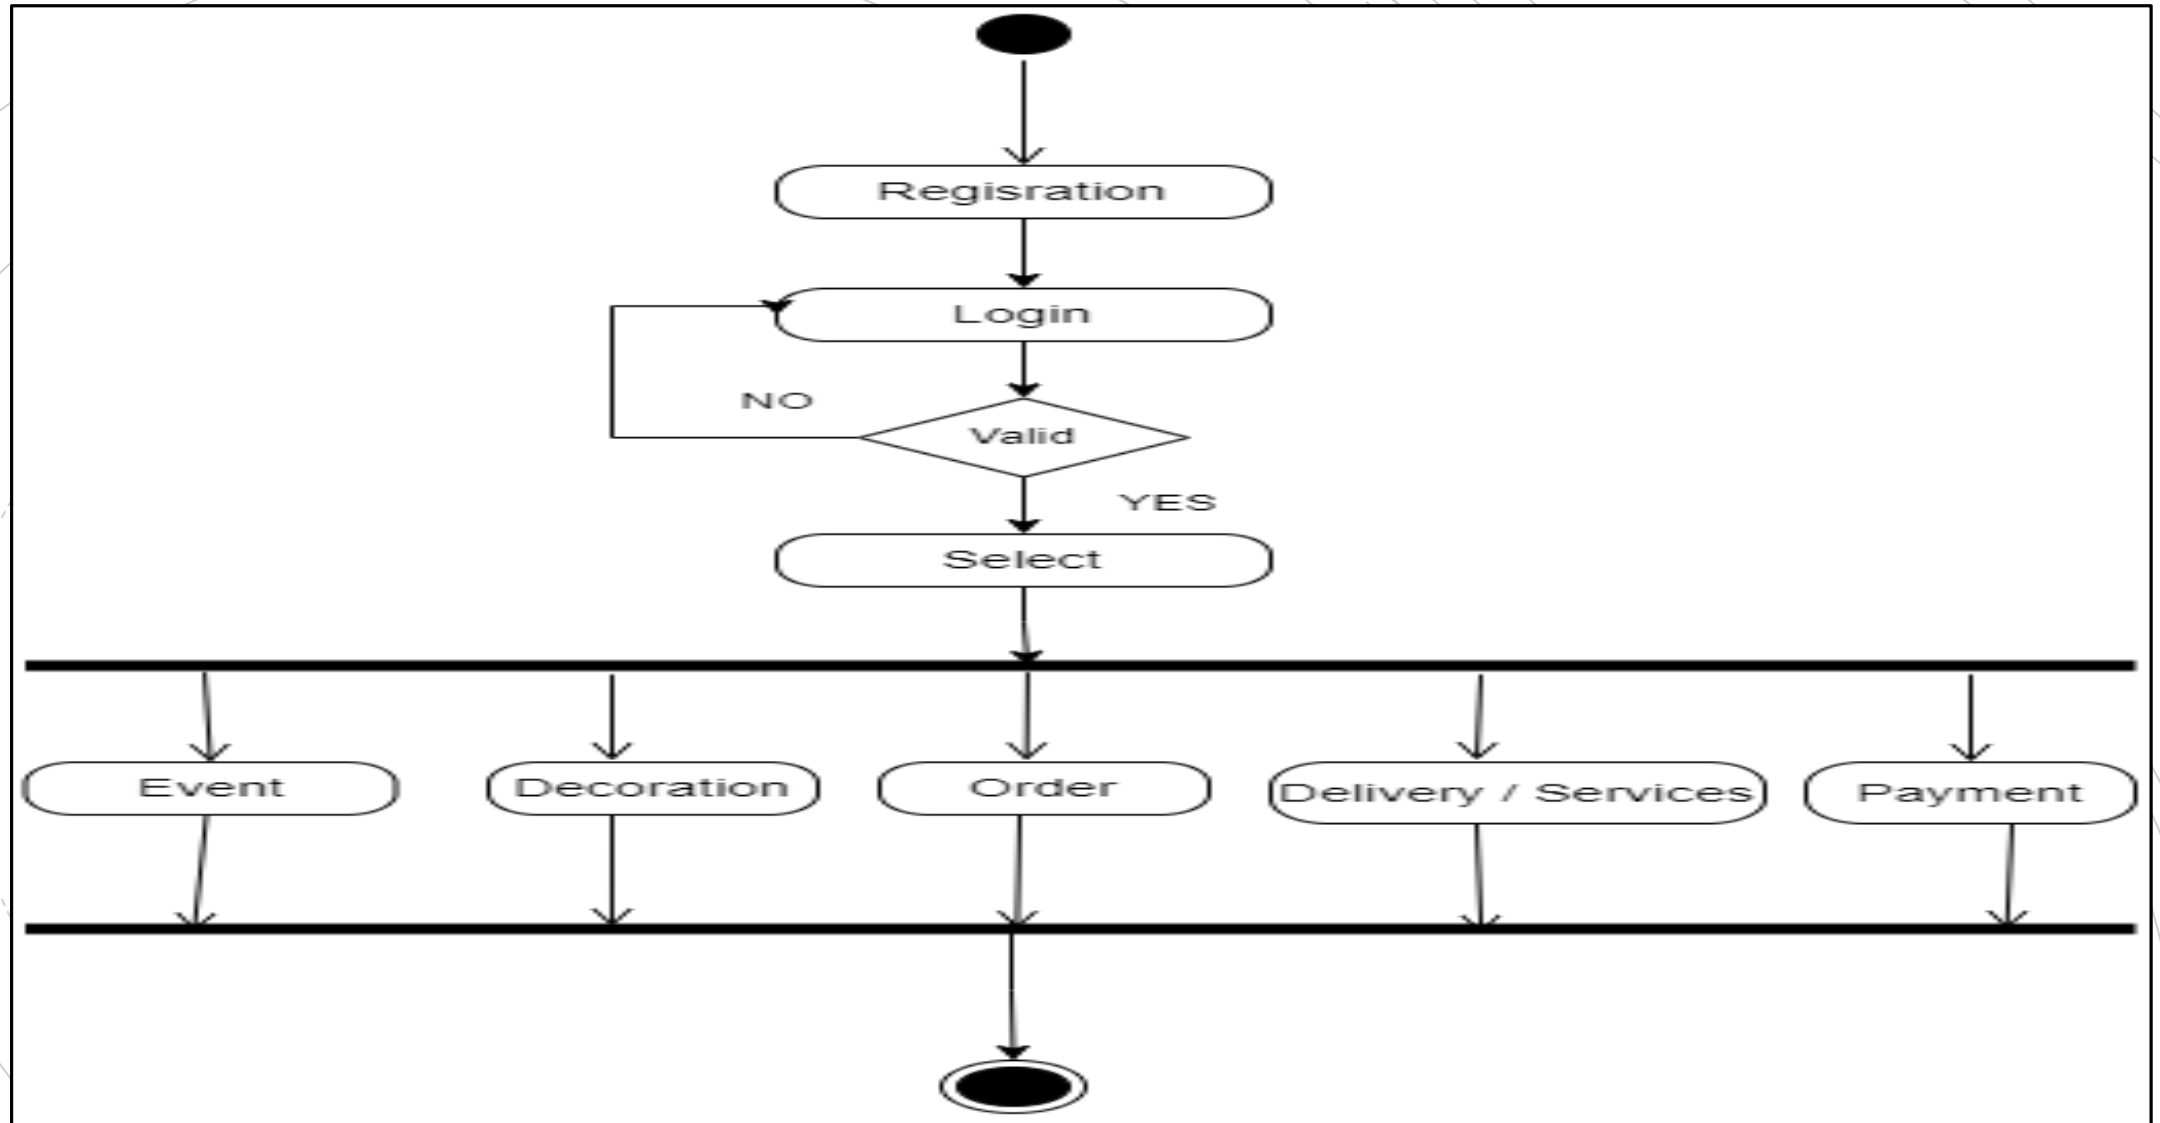 Regisration
Login
NO
Valid
YES
Select
Event
Decoration
Order
Delivery / Services
Payment